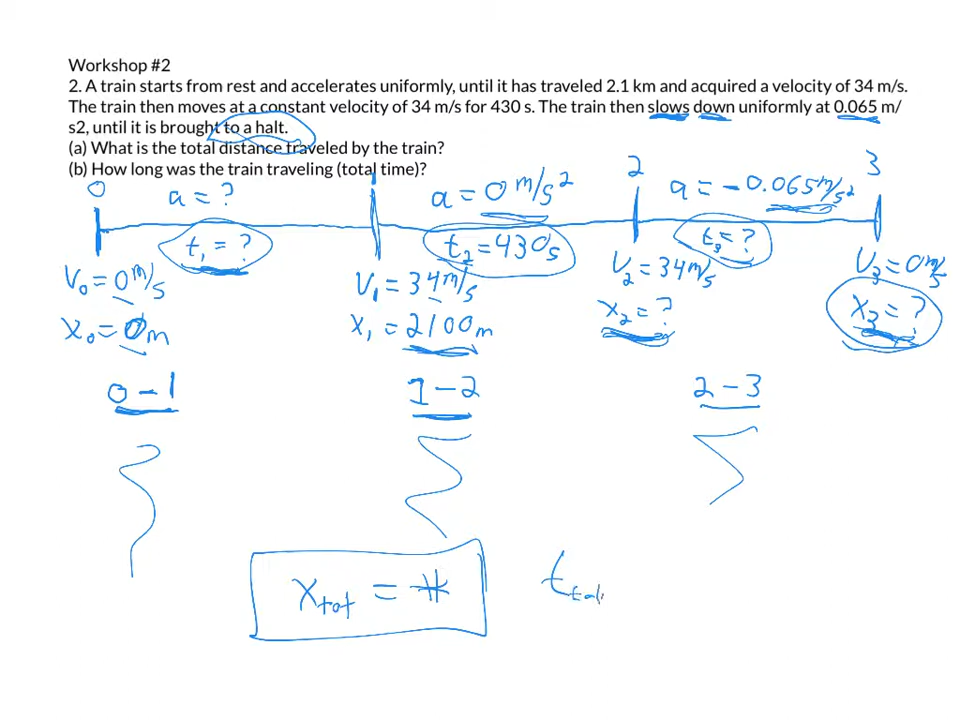 Workshop #2
2. A train starts from rest and accelerates uniformly, until it has traveled 2.1 km and acquired a velocity of 34 m/s.
The train then moves at a constant velocity of 34 m/s for 430 s. The train then slows down uniformly at 0.065 m/
s2, until it is brought to a halt.
(a) What is the total distance traveled by the train?
(b) How long was the train traveling (total time)?
0 1 2 3
a = ? a = 0 m/s² a = -0.065 m/s²
t₁ = ? t₂ = 430s t₃ = ?
V₀ = 0 m/s V₁ = 34 m/s V₂ = 34 m/s V₃ = 0 m/s
X₀ = 0m X₁ = 2100m X₂ = ? X₃ = ?
0 - 1 1 - 2 2 - 3
X tot = # t tot